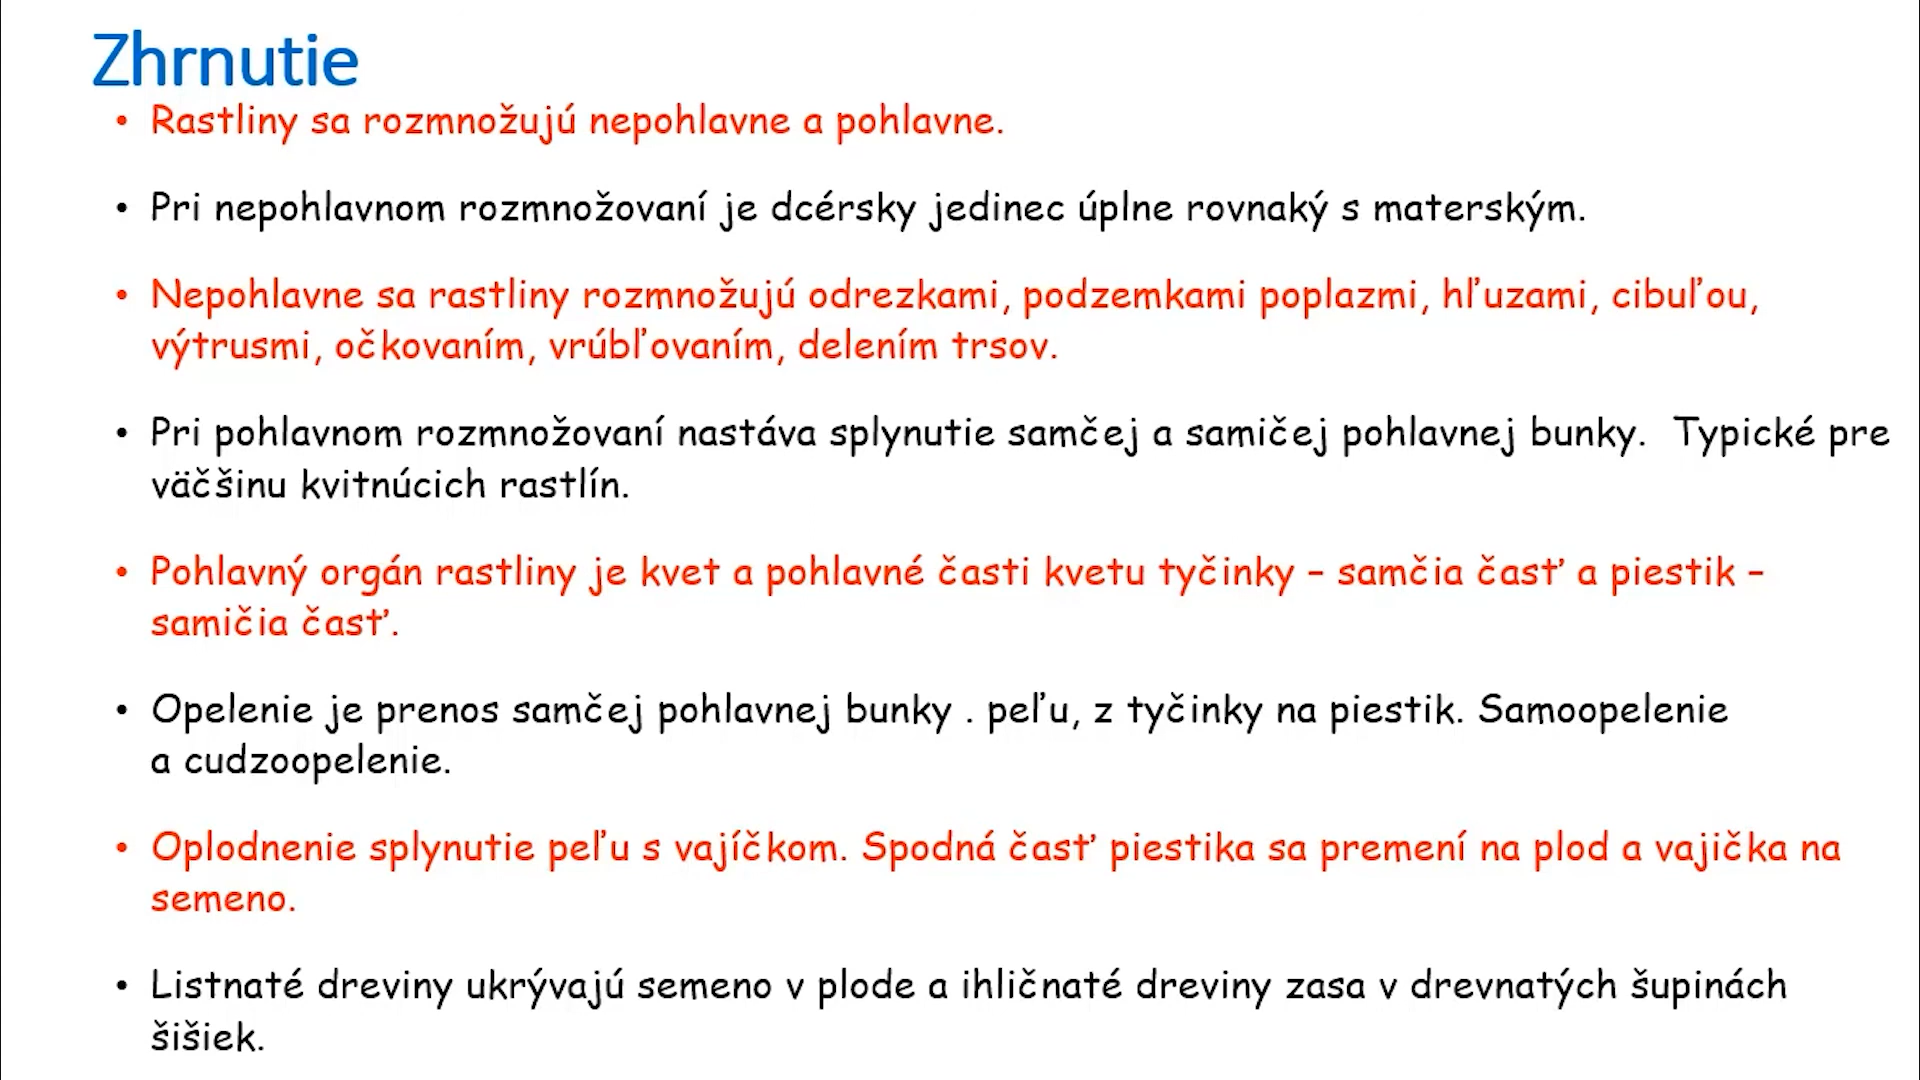 Zhrnutie
• Rastliny sa rozmnožujú nepohlavne a pohlavne.
• Pri nepohlavnom rozmnožovaní je dcérsky jedinec úplne rovnaký s materským.
• Nepohlavne sa rastliny rozmnožujú odrezkami, podzemkami poplazmi, hľuzami, cibuľou,
výtrusmi, očkovaním, vrúbľovaním, delením trsov.
• Pri pohlavnom rozmnožovaní nastáva splynutie samčej a samičej pohlavnej bunky. Typické pre
väčšinu kvitnúcich rastlín.
• Pohlavný orgán rastliny je kvet a pohlavné časti kvetu tyčinky – samčia časť a piestik –
samičia časť.
• Opelenie je prenos samčej pohlavnej bunky . peľu, z tyčinky na piestik. Samoopelenie
a cudzoopelenie.
• Oplodnenie splynutie peľu s vajíčkom. Spodná časť piestika sa premení na plod a vajička na
semeno.
• Listnaté dreviny ukrývajú semeno v plode a ihličnaté dreviny zasa v drevnatých šupinách
šišiek.